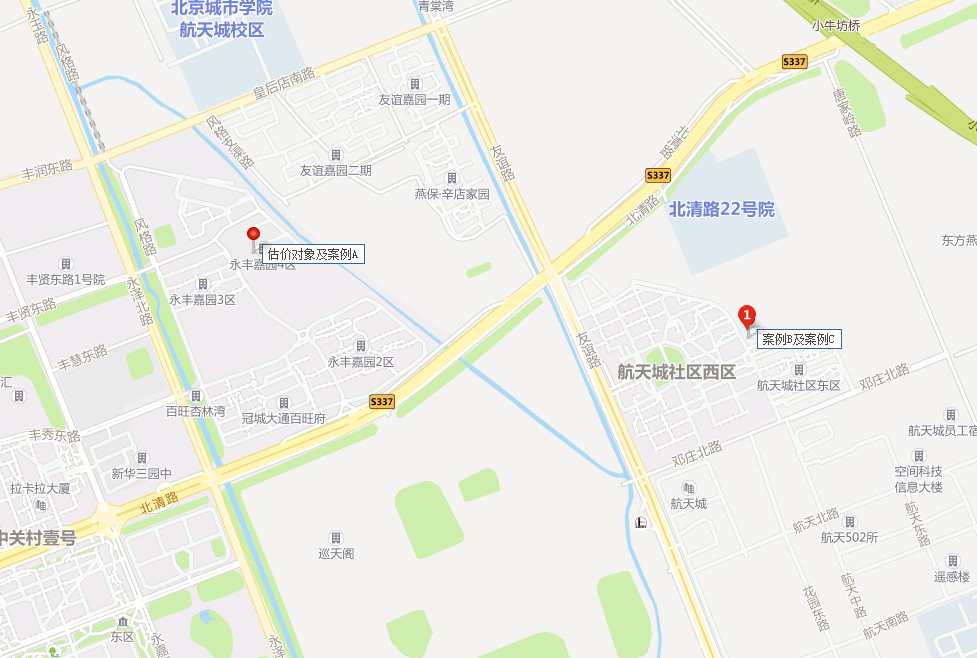 北京城市学院
航天城校区
青棠湾
小牛坊桥
永玉路
风格路
S337
皇后店南路
友谊嘉园一期
唐家岭路
风格支渠路
北清路
友谊嘉园二期
友谊路
丰润东路
S337
燕保·辛店家园
北清路22号院
北清路
风格路
估价对象及案例A
永丰嘉园4区
东方燕
丰贤东路1号院
永丰嘉园3区
永泽北路
丰贤东路
1
案例B及案例C
友谊路
丰慧东路
永丰嘉园2区
航天城社区西区
航天城社区东区
邓庄北路
汇
S337
百旺杏林湾
冠城大通百旺府
丰秀东路
航天城员工宿
邓庄北路
新华三园中
空间科技
信息大楼
拉卡拉大厦
北清路
航天城
航天北路
航天东路
中关村壹号
巡天阁
航天502所
遥感楼
航天中路
花园东路
航天南路
东区
永嘉
永泽